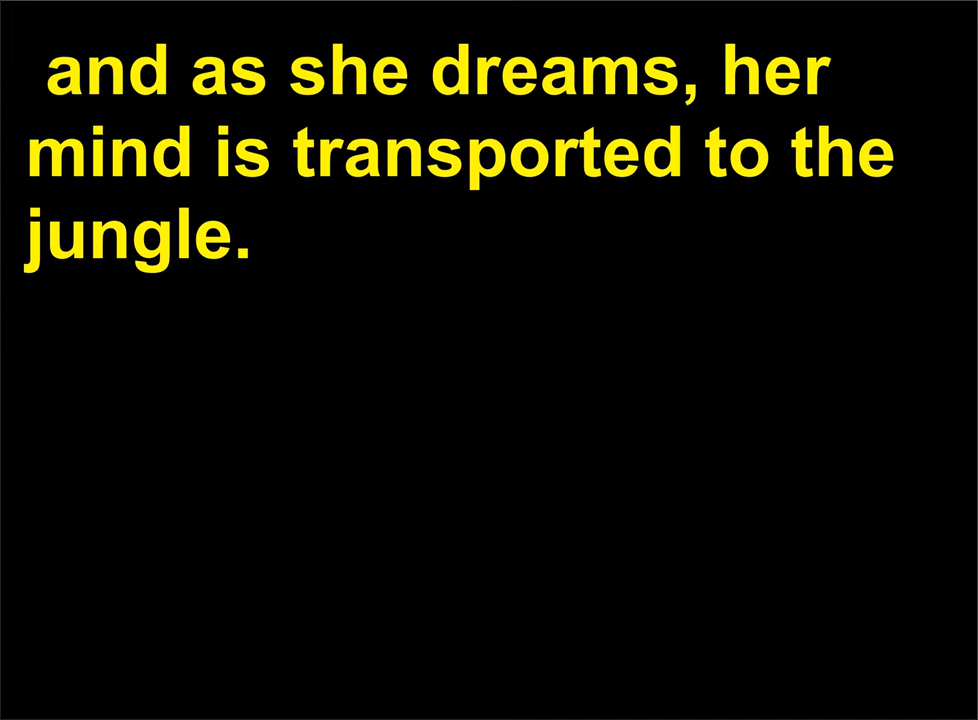 and as she dreams, her
mind is transported to the
jungle.